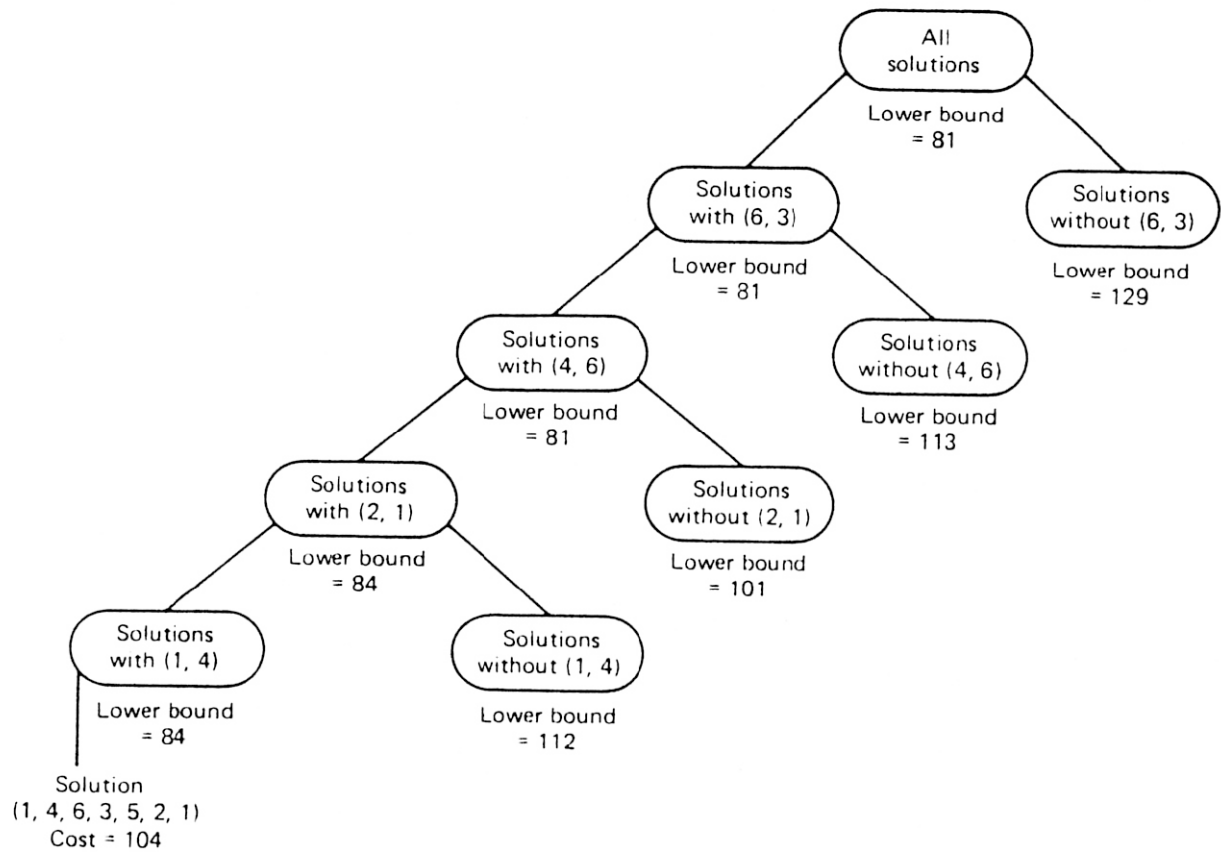 All
solutions
Lower bound
= 81
Solutions
with (6, 3)
Lower bound
= 81
Solutions
without (6, 3)
Lower bound
= 129
Solutions
with (4, 6)
Lower bound
= 81
Solutions
without (4, 6)
Lower bound
= 113
Solutions
with (2, 1)
Lower bound
= 84
Solutions
without (2, 1)
Lower bound
= 101
Solutions
with (1, 4)
Lower bound
= 84
Solutions
without (1, 4)
Lower bound
= 112
Solution
(1, 4, 6, 3, 5, 2, 1)
Cost = 104